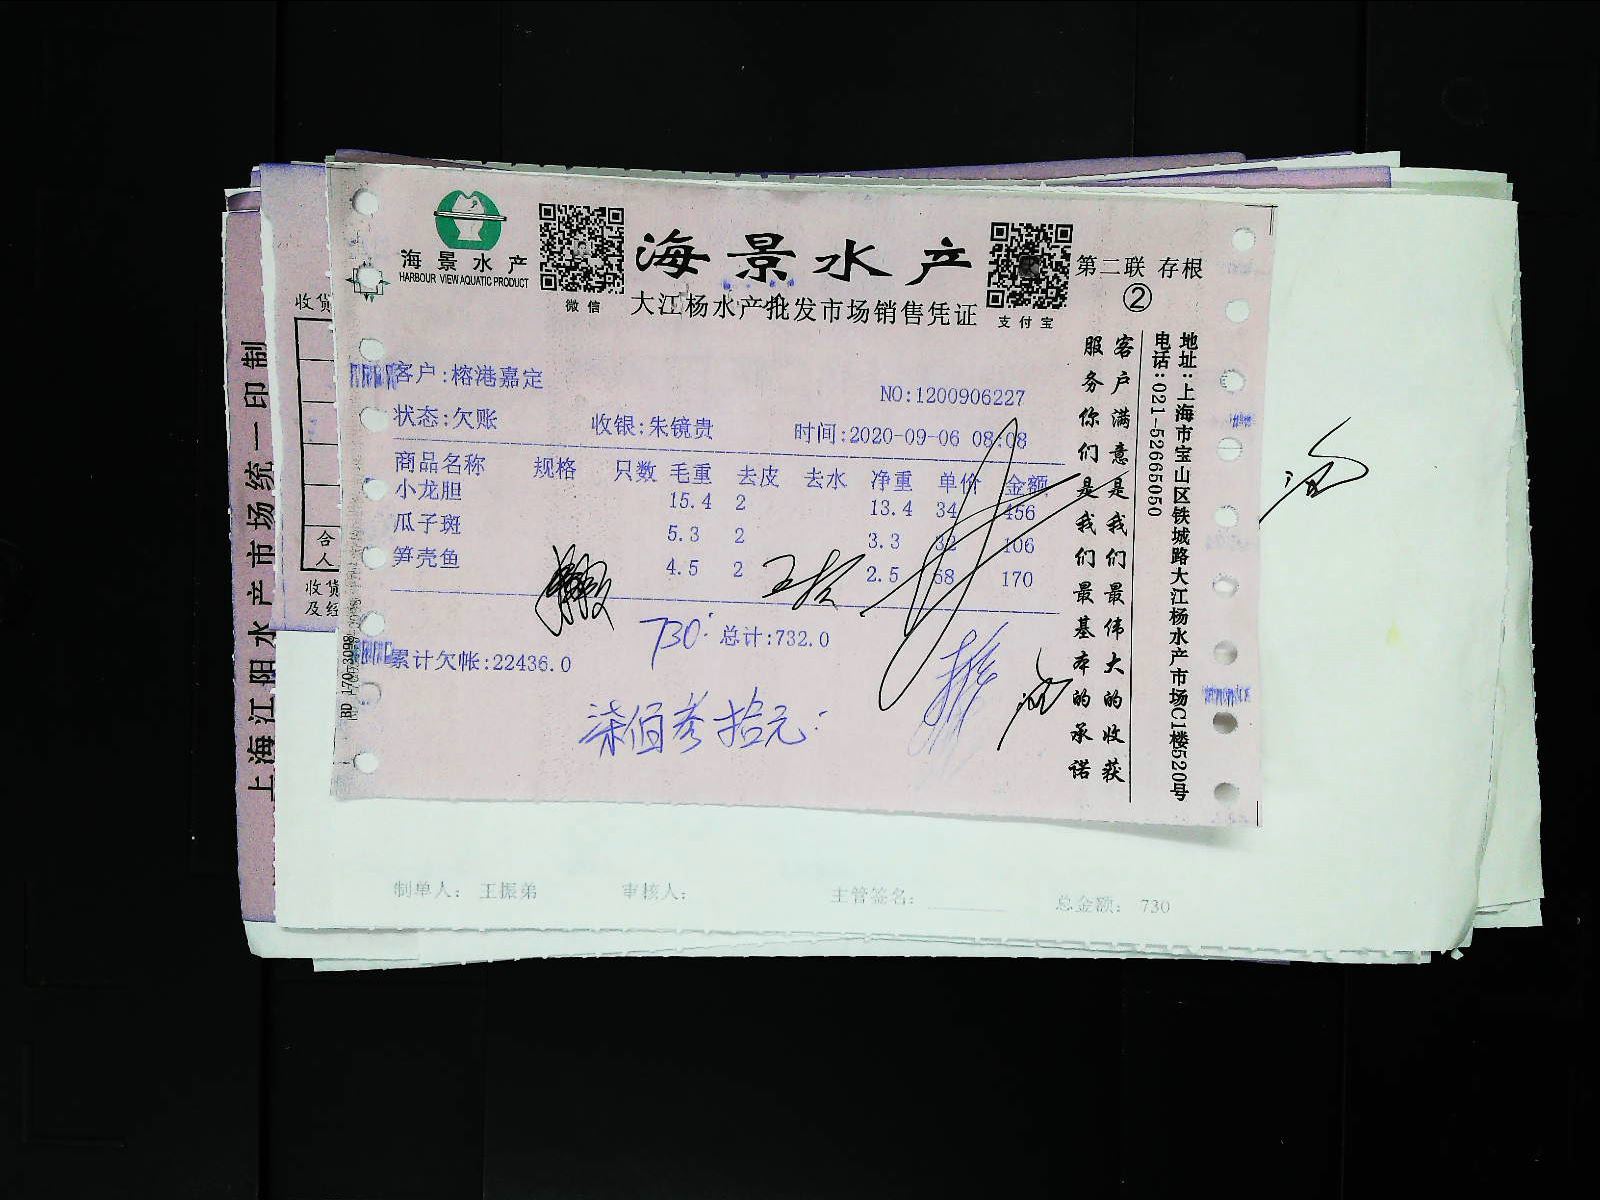 海景水产
HARBOUR VIEW AQUATIC PRODUCT
微信
海景水产
大江杨水产批发市场销售凭证
支付宝
第二联 存根
②
客户:榕港嘉定
NO:1200906227
状态:欠账 收银:朱镜贵 时间:2020-09-06 08:08
商品名称 规格 只数 毛重 去皮 去水 净重 单价 金额
小龙胆 15.4 2 13.4 34 456
瓜子斑 5.3 2 3.3 32 106
笋壳鱼 4.5 2 2.5 68 170
730 总计:732.0
累计欠帐:22436.0
柒佰叁拾元
客户满意是我们最伟大的收获
服务你们是我们最基本的承诺
地址:上海市宝山区铁城路大江杨水产市场C1楼520号
电话:021-52665050
上海江阳水产市场统一印制
收货
合
人
收货
及经
制单人: 王振弟 审核人: 主管签名: 总金额: 730